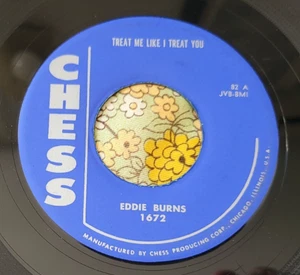 TREAT ME LIKE I TREAT YOU
CHESS
82 A
JVB-BMI
EDDIE BURNS
1672
MANUFACTURED BY CHESS PRODUCING CORP., CHICAGO, ILLINOIS, U.S.A.